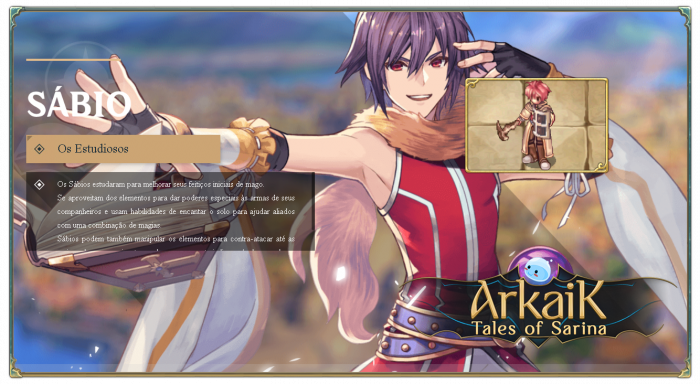 SÁBIO
Os Estudiosos
Os Sábios estudaram para melhorar seus feitiços iniciais de mago.
Se aproveitam dos elementos para dar poderes especiais às armas de seus
companheiros e usam habilidades de encantar o solo para ajudar aliados
com uma combinação de magias
Sábios podem também manipular os elementos para contra-atacar até as
ArkaiK
Tales of Sarina